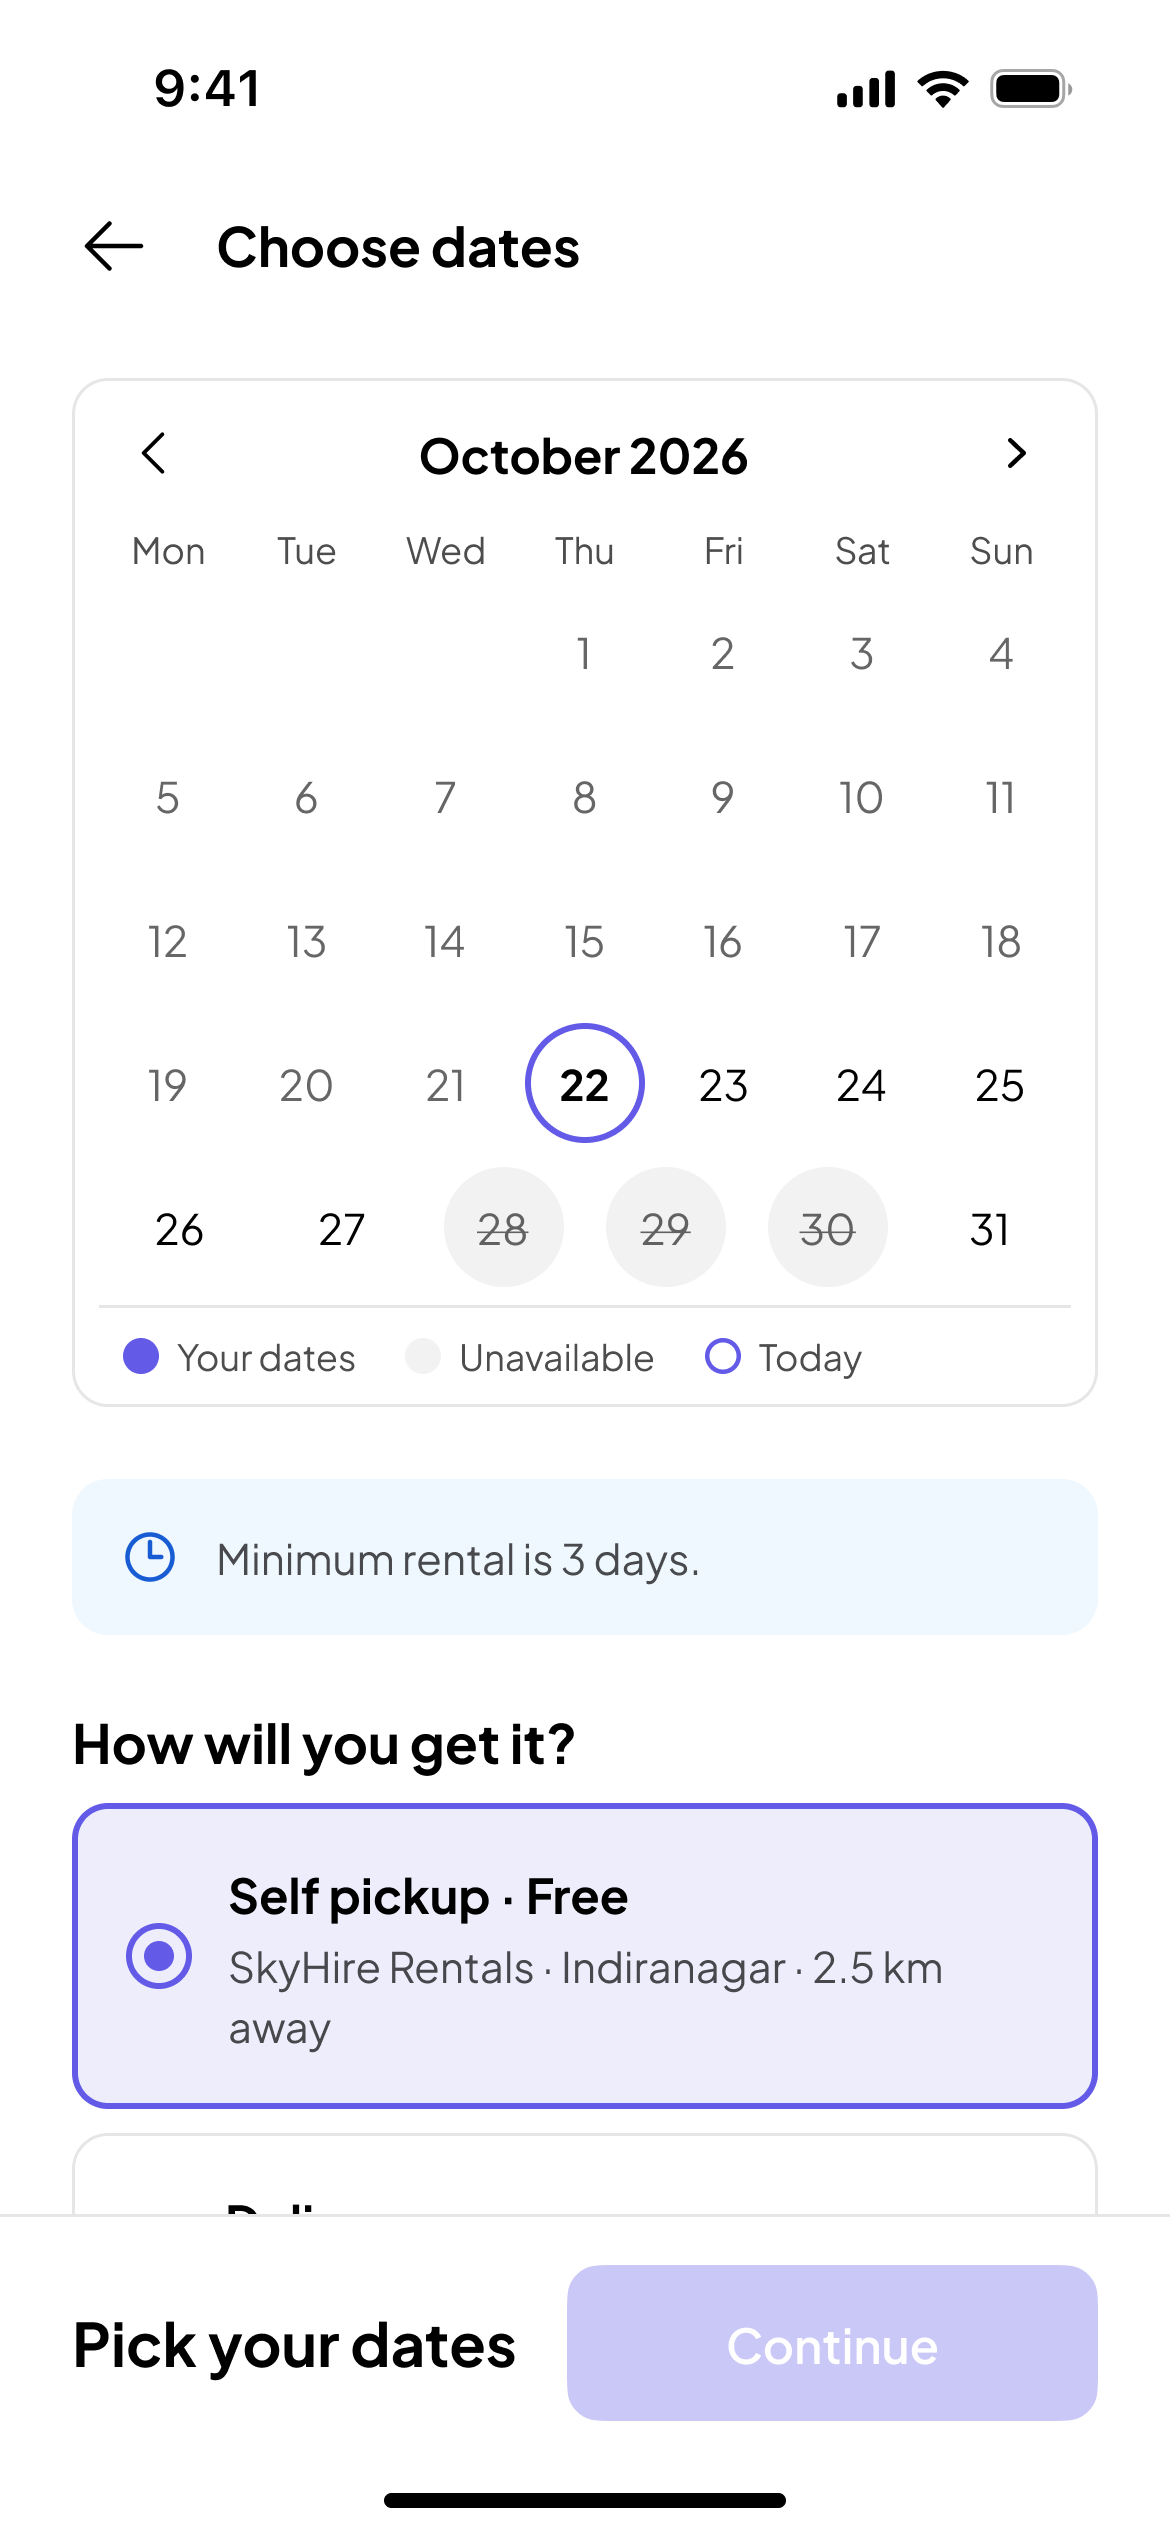 9:41
Choose dates
October 2026
Mon Tue Wed Thu Fri Sat Sun
1 2 3 4
5 6 7 8 9 10 11
12 13 14 15 16 17 18
19 20 21 22 23 24 25
26 27 28 29 30 31
Your dates Unavailable Today
Minimum rental is 3 days.
How will you get it?
Self pickup · Free
SkyHire Rentals · Indiranagar · 2.5 km
away
Pick your dates Continue